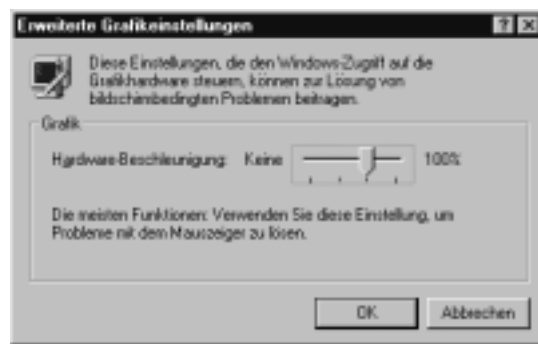 Erweiterte Grafikeinstellungen
Diese Einstellungen, die den Windows-Zugriff auf die
Grafikhardware steuern, können zur Lösung von
bildschirmbedingten Problemen beitragen.
Grafik
Hardware-Beschleunigung: Keine 100%
Die meisten Funktionen: Verwenden Sie diese Einstellung, um
Probleme mit dem Mauszeiger zu lösen.
OK Abbrechen